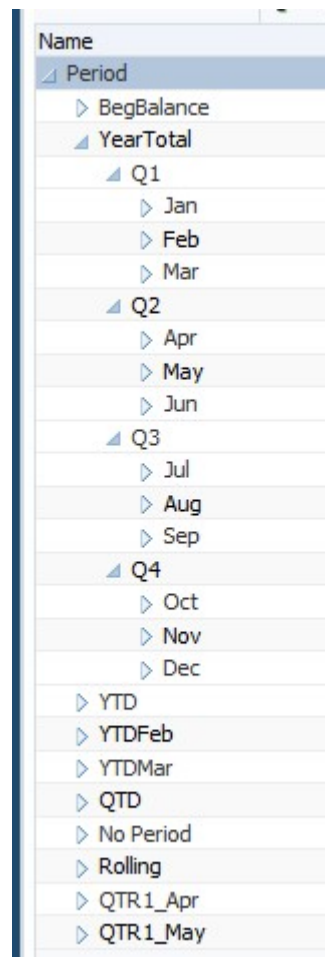 Name
Period
BegBalance
YearTotal
Q1
Jan
Feb
Mar
Q2
Apr
May
Jun
Q3
Jul
Aug
Sep
Q4
Oct
Nov
Dec
YTD
YTDFeb
YTDMar
QTD
No Period
Rolling
QTR1_Apr
QTR1_May